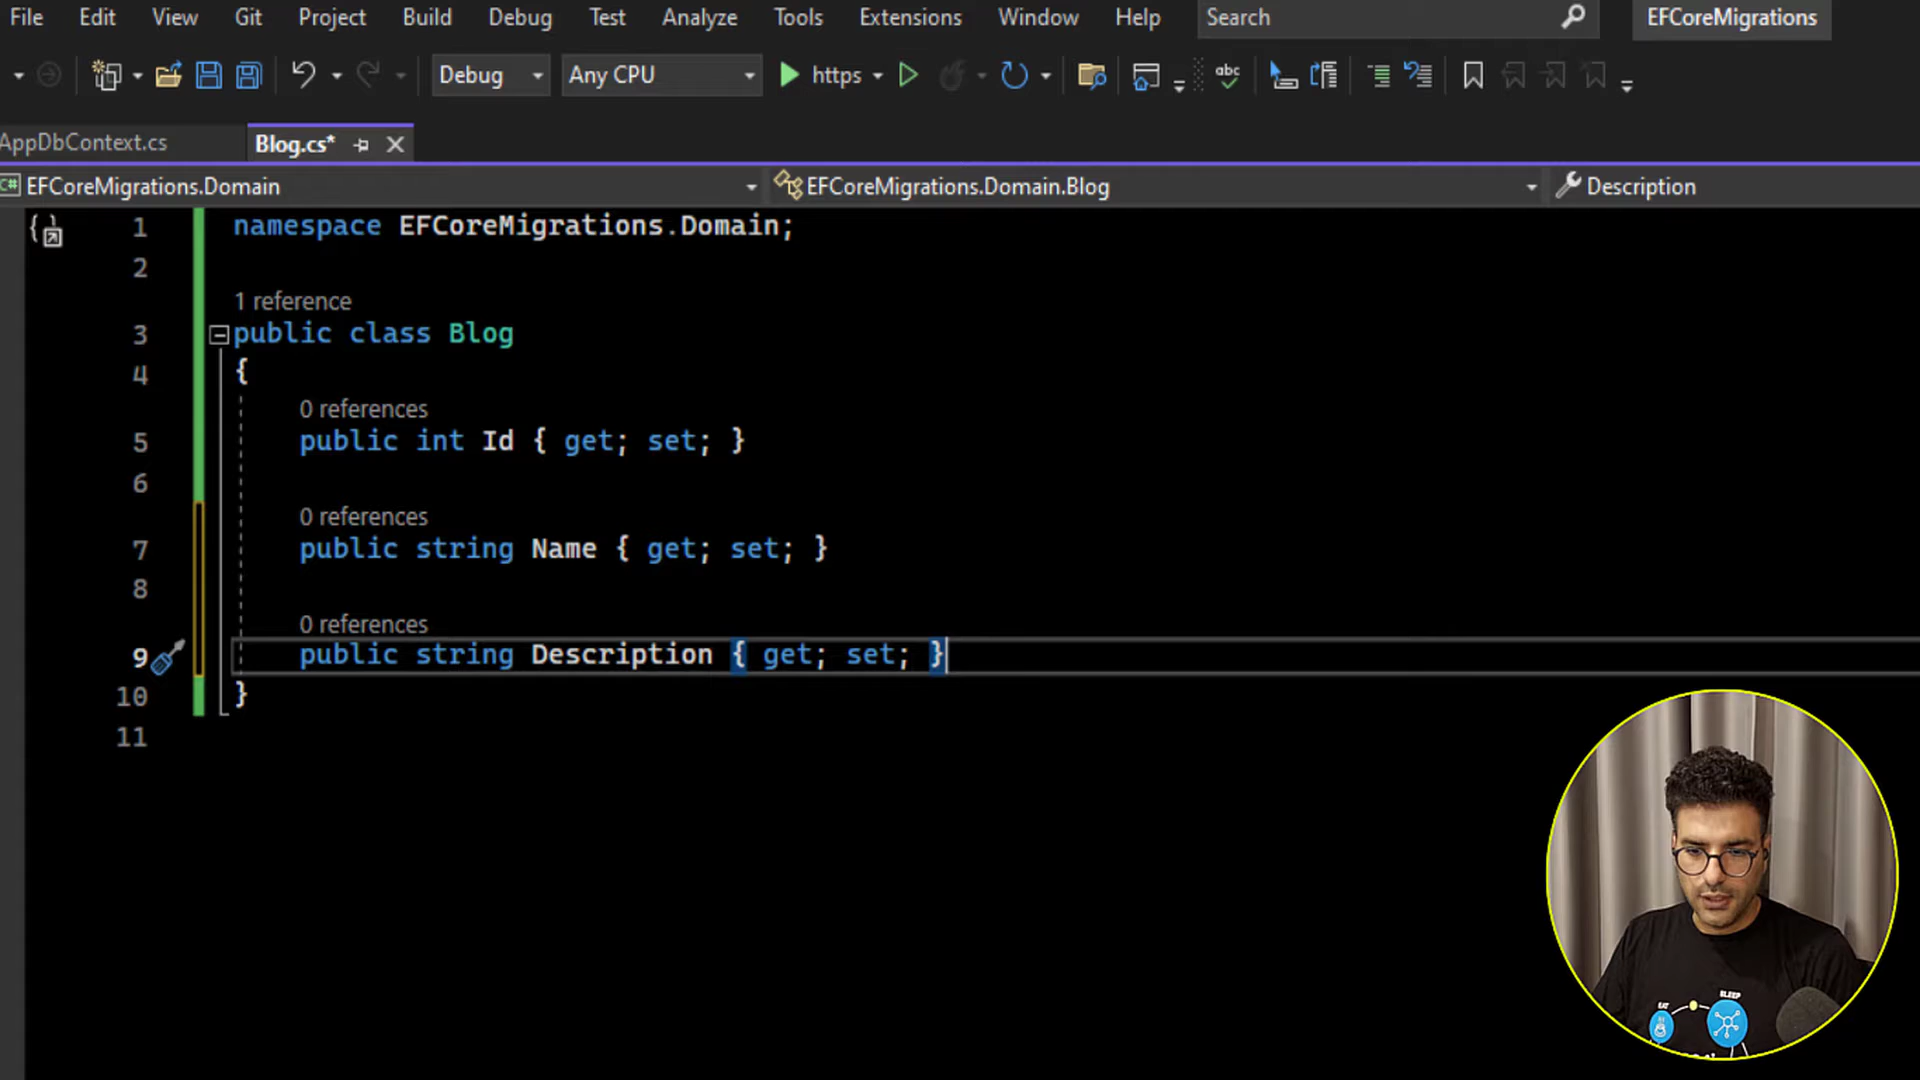 File Edit View Git Project Build Debug Test Analyze Tools Extensions Window Help Search EFCoreMigrations
Debug Any CPU https abc
AppDbContext.cs Blog.cs*
C# EFCoreMigrations.Domain EFCoreMigrations.Domain.Blog Description
1 namespace EFCoreMigrations.Domain;
2
1 reference
3 public class Blog
4 {
0 references
5 public int Id { get; set; }
6
0 references
7 public string Name { get; set; }
8
0 references
9 public string Description { get; set; }
10 }
11
EAT SLEEP